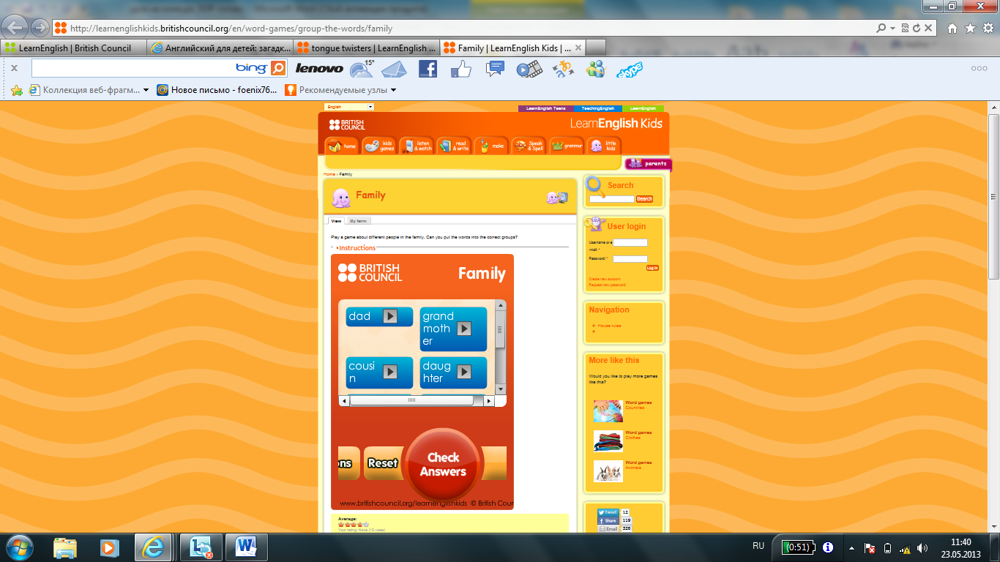 http://learnenglishkids.britishcouncil.org/en/word-games/group-the-words/family
LearnEnglish | British Council
Английский для детей: загадк...
tongue twisters | LearnEnglish ...
Family | LearnEnglish Kids | ...
bing
lenovo
15°
skype
Коллекция веб-фрагм...
Новое письмо - foenix76...
Рекомендуемые узлы
English
LearnEnglish Teens
TeachingEnglish
LearnEnglish
BRITISH
COUNCIL
LearnEnglish Kids
home
kids
games
listen
& watch
read
& write
make
Speak
& Spell
grammar
little
kids
parents
Home › Family
Family
View
By term
Play a game about different people in the family. Can you put the words into the correct groups?
Instructions
BRITISH
COUNCIL
Family
dad
grand
moth
er
cousi
n
daug
hter
ons
Reset
Check
Answers
www.britishcouncil.org/learnenglishkids © British Cour
Average:
Your rating: None (15 votes)
Search
Search
User login
Username or e
-mail: *
Password: *
Log in
Create new account
Request new password
Navigation
House rules
More like this
Would you like to play more games
like this?
Word games
Countries
Word games
Clothes
Word games
Animals
Tweet 12
Share 119
Email 326
RU
(0:51)
11:40
23.05.2013